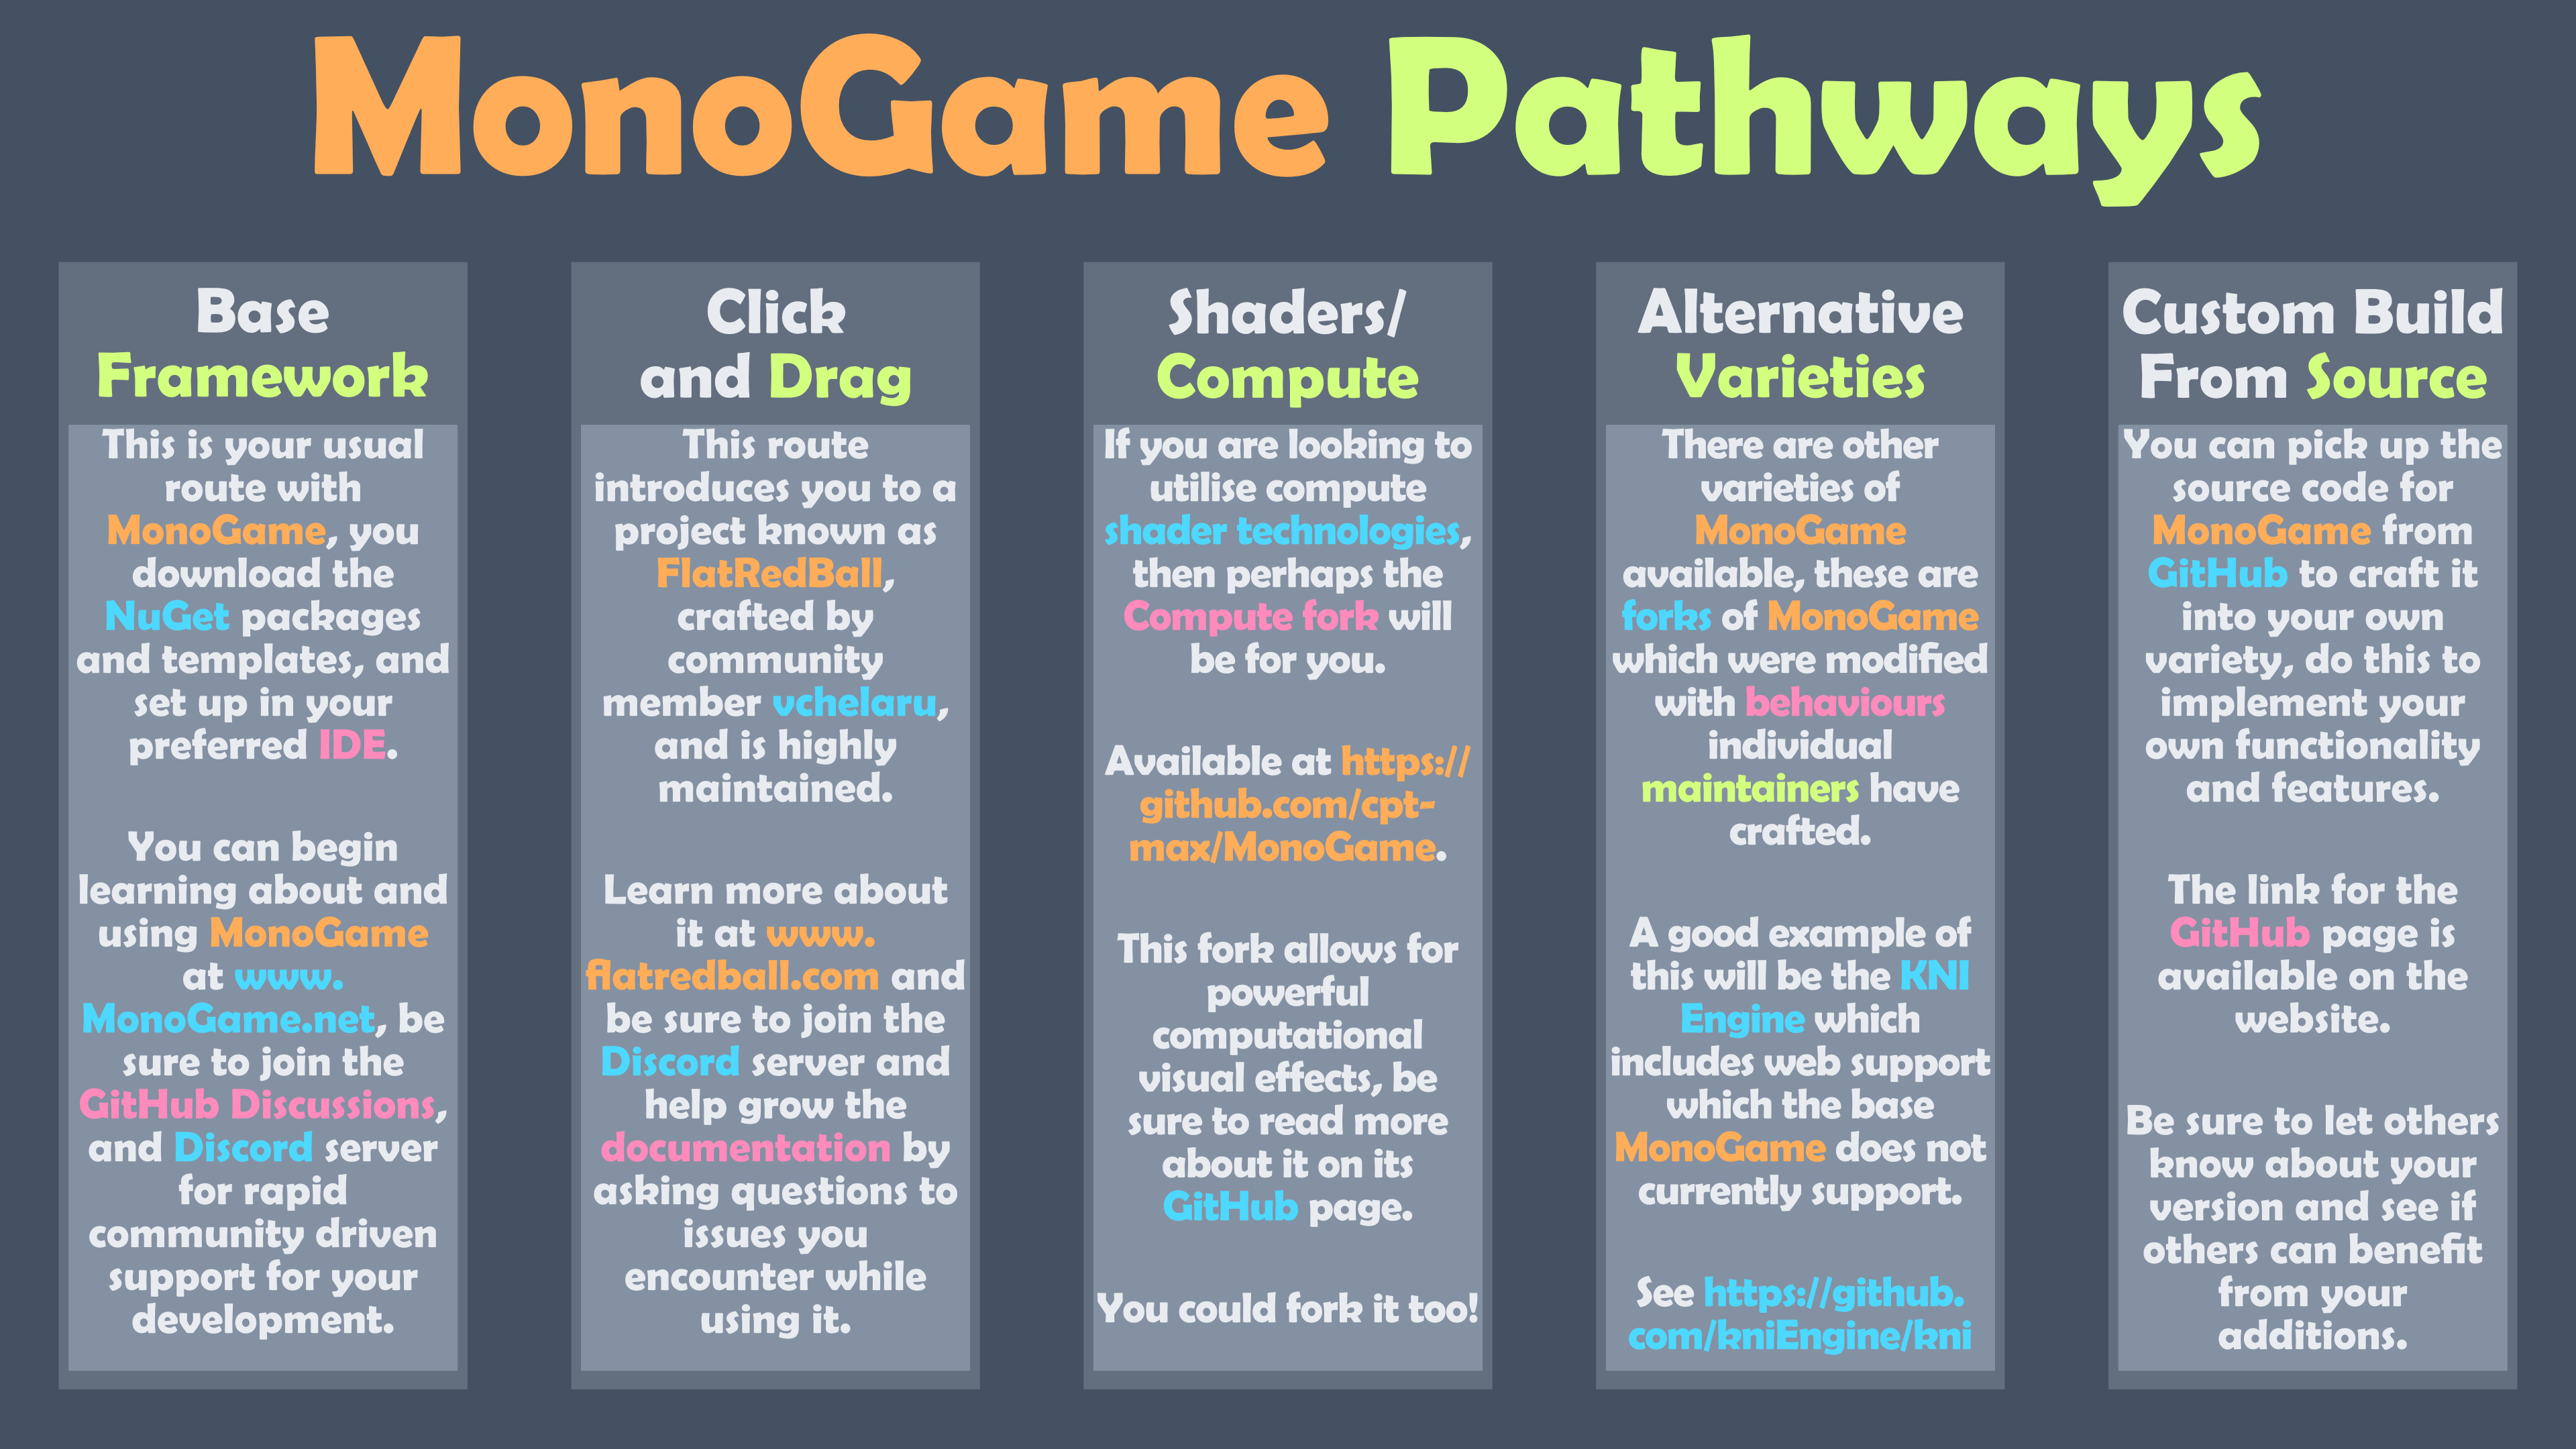 MonoGame Pathways
Base
Framework
This is your usual
route with
MonoGame, you
download the
NuGet packages
and templates, and
set up in your
preferred IDE.
You can begin
learning about and
using MonoGame
at www.
MonoGame.net, be
sure to join the
GitHub Discussions,
and Discord server
for rapid
community driven
support for your
development.
Click
and Drag
This route
introduces you to a
project known as
FlatRedBall,
crafted by
community
member vchelaru,
and is highly
maintained.
Learn more about
it at www.
flatredball.com and
be sure to join the
Discord server and
help grow the
documentation by
asking questions to
issues you
encounter while
using it.
Shaders/
Compute
If you are looking to
utilise compute
shader technologies,
then perhaps the
Compute fork will
be for you.
Available at https://
github.com/cpt-
max/MonoGame.
This fork allows for
powerful
computational
visual effects, be
sure to read more
about it on its
GitHub page.
You could fork it too!
Alternative
Varieties
There are other
varieties of
MonoGame
available, these are
forks of MonoGame
which were modified
with behaviours
individual
maintainers have
crafted.
A good example of
this will be the KNI
Engine which
includes web support
which the base
MonoGame does not
currently support.
See https://github.
com/kniEngine/kni
Custom Build
From Source
You can pick up the
source code for
MonoGame from
GitHub to craft it
into your own
variety, do this to
implement your
own functionality
and features.
The link for the
GitHub page is
available on the
website.
Be sure to let others
know about your
version and see if
others can benefit
from your
additions.